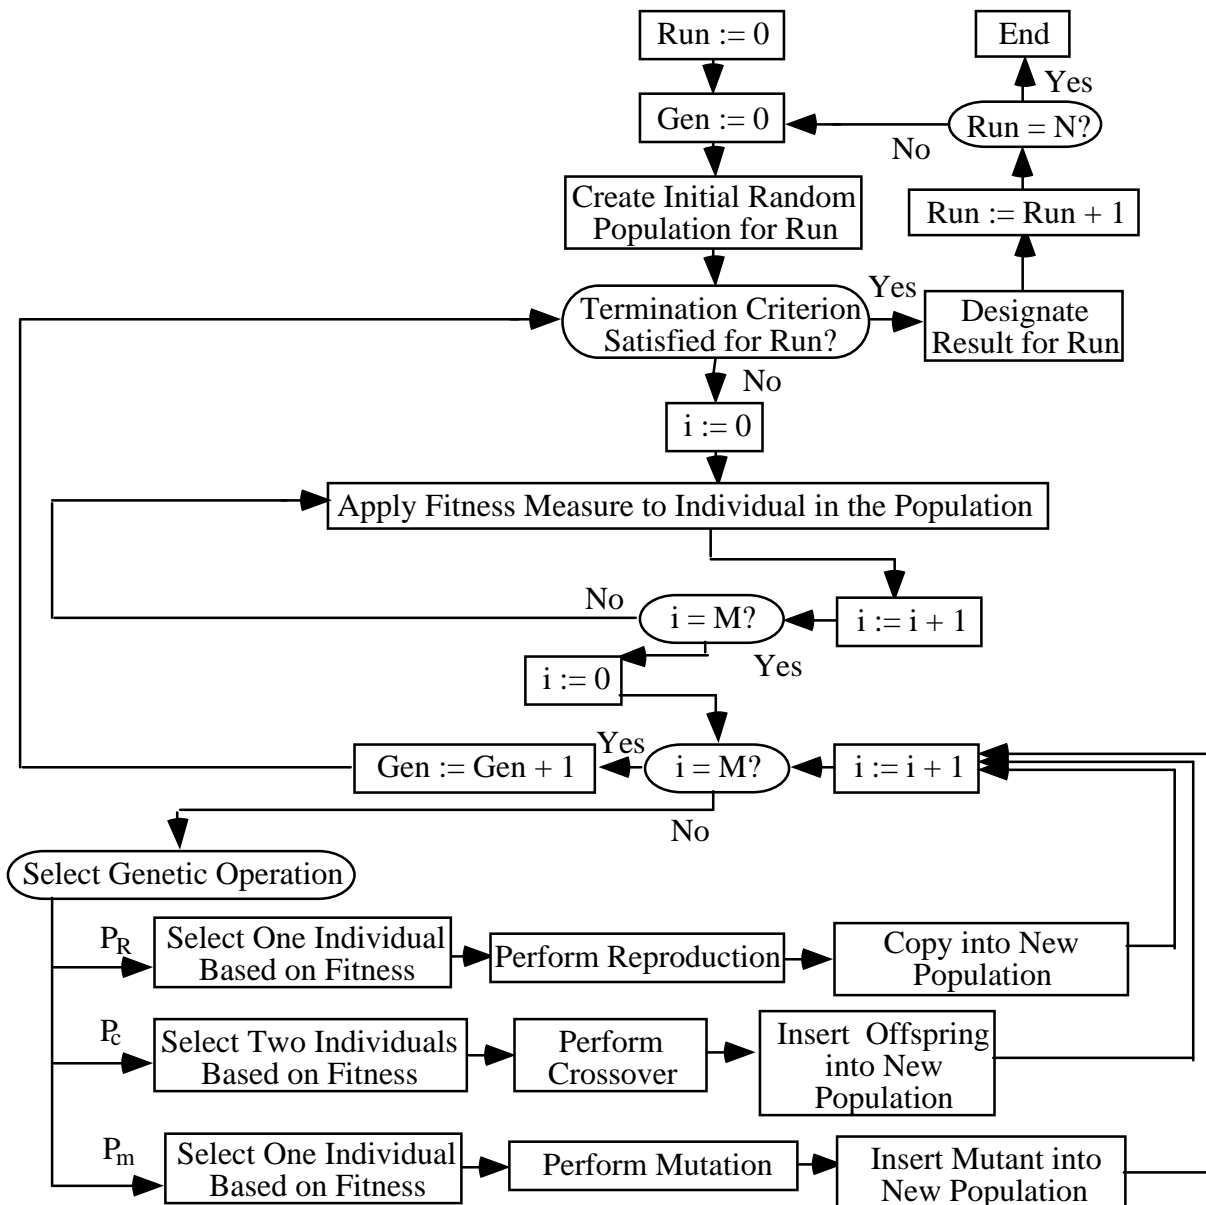 Run := 0
End
Yes
Gen := 0
Run = N?
No
Create Initial Random
Population for Run
Run := Run + 1
Termination Criterion
Satisfied for Run?
Yes
Designate
Result for Run
No
i := 0
Apply Fitness Measure to Individual in the Population
No
i = M?
i := i + 1
Yes
i := 0
Gen := Gen + 1
Yes
i = M?
i := i + 1
No
Select Genetic Operation
P_R
Select One Individual
Based on Fitness
Perform Reproduction
Copy into New
Population
P_c
Select Two Individuals
Based on Fitness
Perform
Crossover
Insert Offspring
into New
Population
P_m
Select One Individual
Based on Fitness
Perform Mutation
Insert Mutant into
New Population